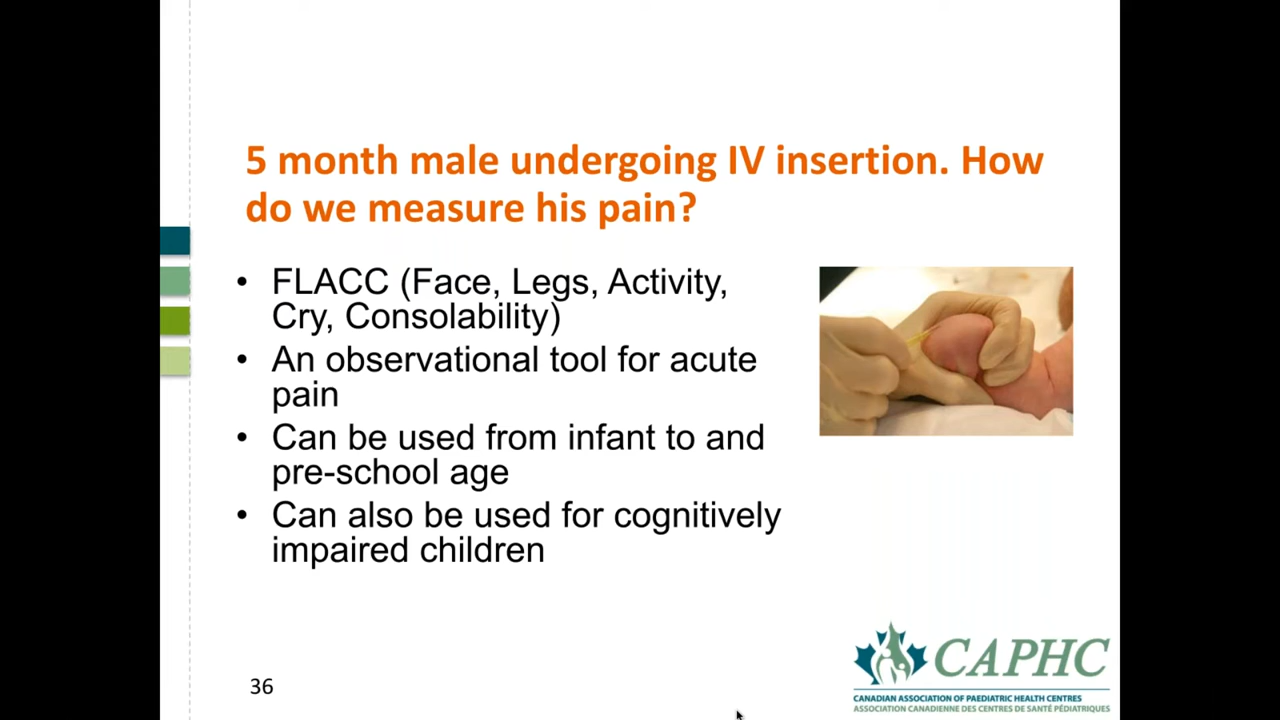 5 month male undergoing IV insertion. How
do we measure his pain?
• FLACC (Face, Legs, Activity,
Cry, Consolability)
• An observational tool for acute
pain
• Can be used from infant to and
pre-school age
• Can also be used for cognitively
impaired children
36
CAPHC
CANADIAN ASSOCIATION OF PAEDIATRIC HEALTH CENTRES
ASSOCIATION CANADIENNE DES CENTRES DE SANTÉ PÉDIATRIQUES